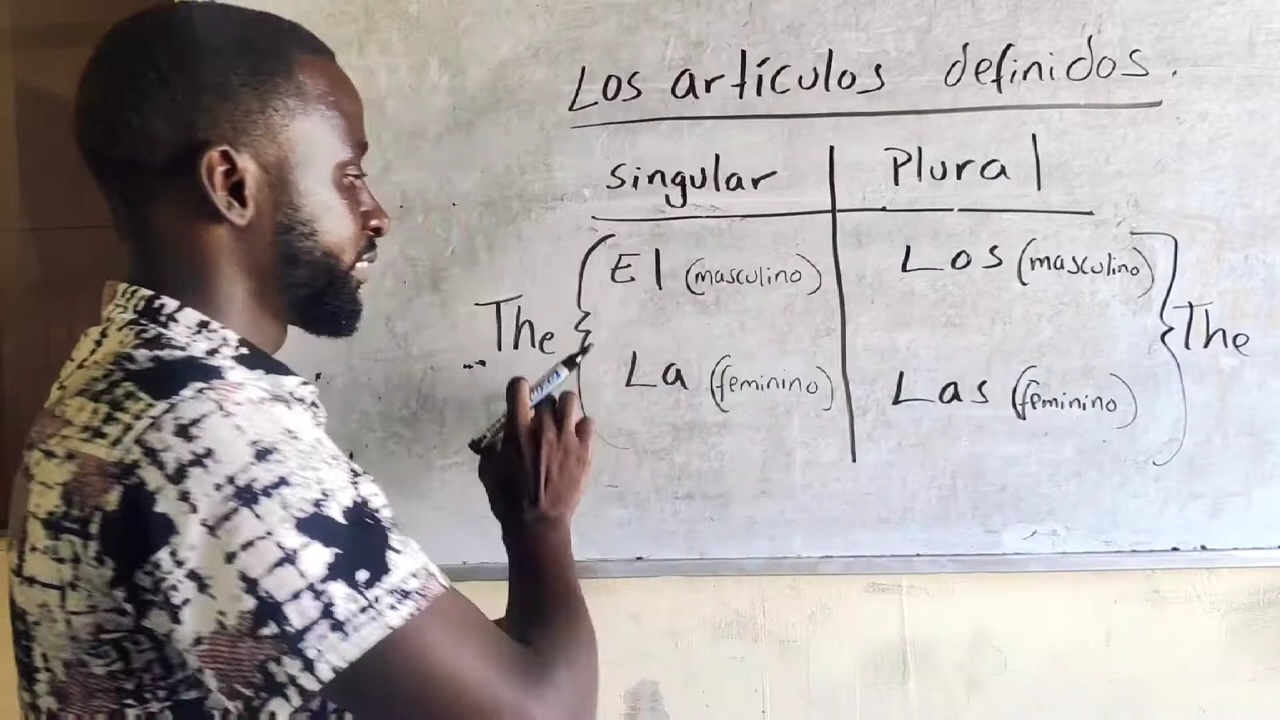 Los artículos definidos.
singular Plural
El (masculino) Los (masculino)
The The
La (feminino) Las (feminino)